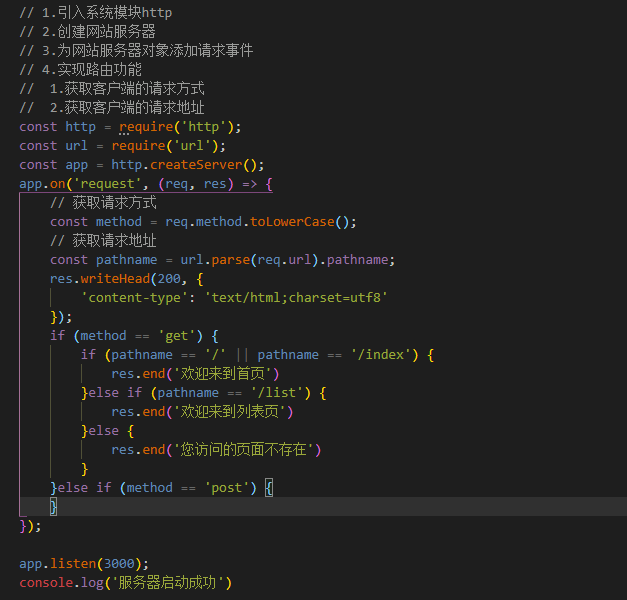 // 1.引入系统模块http
// 2.创建网站服务器
// 3.为网站服务器对象添加请求事件
// 4.实现路由功能
//  1.获取客户端的请求方式
//  2.获取客户端的请求地址
const http = require('http');
const url = require('url');
const app = http.createServer();
app.on('request', (req, res) => {
    // 获取请求方式
    const method = req.method.toLowerCase();
    // 获取请求地址
    const pathname = url.parse(req.url).pathname;
    res.writeHead(200, {
        'content-type': 'text/html;charset=utf8'
    });
    if (method == 'get') {
        if (pathname == '/' || pathname == '/index') {
            res.end('欢迎来到首页')
        }else if (pathname == '/list') {
            res.end('欢迎来到列表页')
        }else {
            res.end('您访问的页面不存在')
        }
    }else if (method == 'post') {
    }
});

app.listen(3000);
console.log('服务器启动成功')